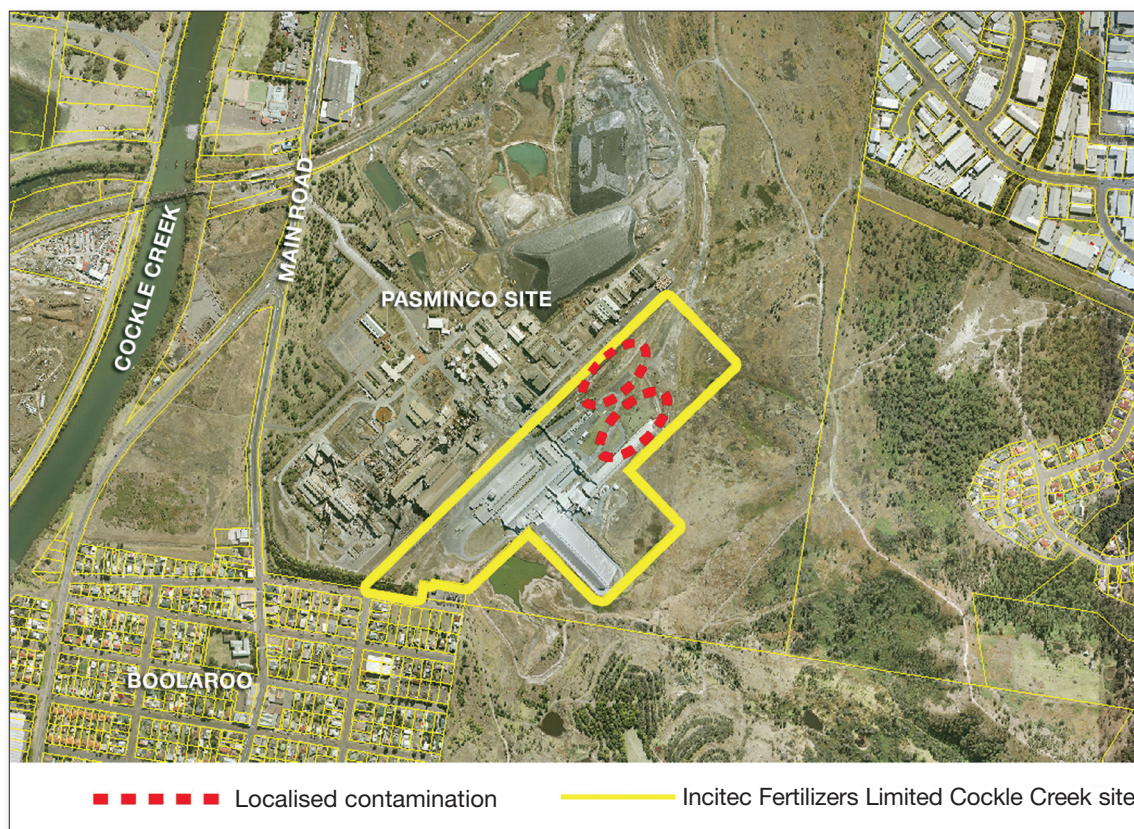 PASMINCO SITE
MAIN ROAD
COCKLE CREEK
BOOLAROO
Localised contamination
Incitec Fertilizers Limited Cockle Creek site